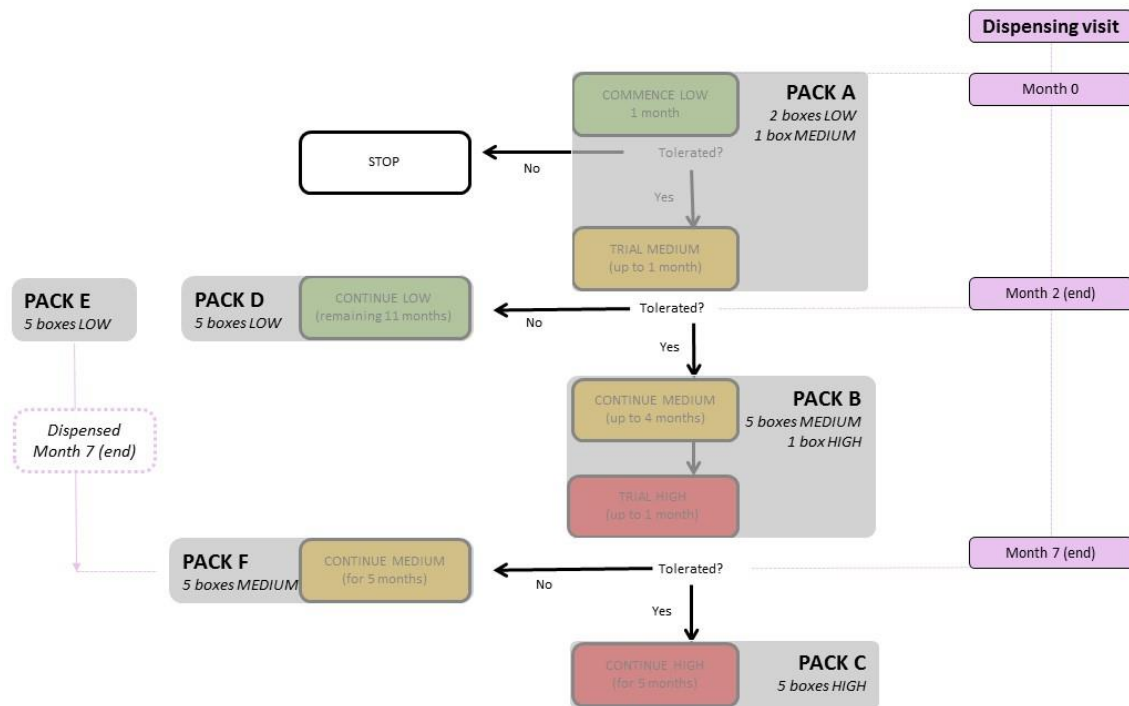 Dispensing visit
COMMENCE LOW
1 month
PACK A
2 boxes LOW
1 box MEDIUM
Month 0
STOP
No
Tolerated?
Yes
TRIAL MEDIUM
(up to 1 month)
PACK E
5 boxes LOW
PACK D
5 boxes LOW
CONTINUE LOW
(remaining 11 months)
No
Tolerated?
Month 2 (end)
Yes
CONTINUE MEDIUM
(up to 4 months)
PACK B
5 boxes MEDIUM
1 box HIGH
Dispensed
Month 7 (end)
TRIAL HIGH
(up to 1 month)
PACK F
5 boxes MEDIUM
CONTINUE MEDIUM
(for 5 months)
No
Tolerated?
Month 7 (end)
Yes
CONTINUE HIGH
(for 5 months)
PACK C
5 boxes HIGH